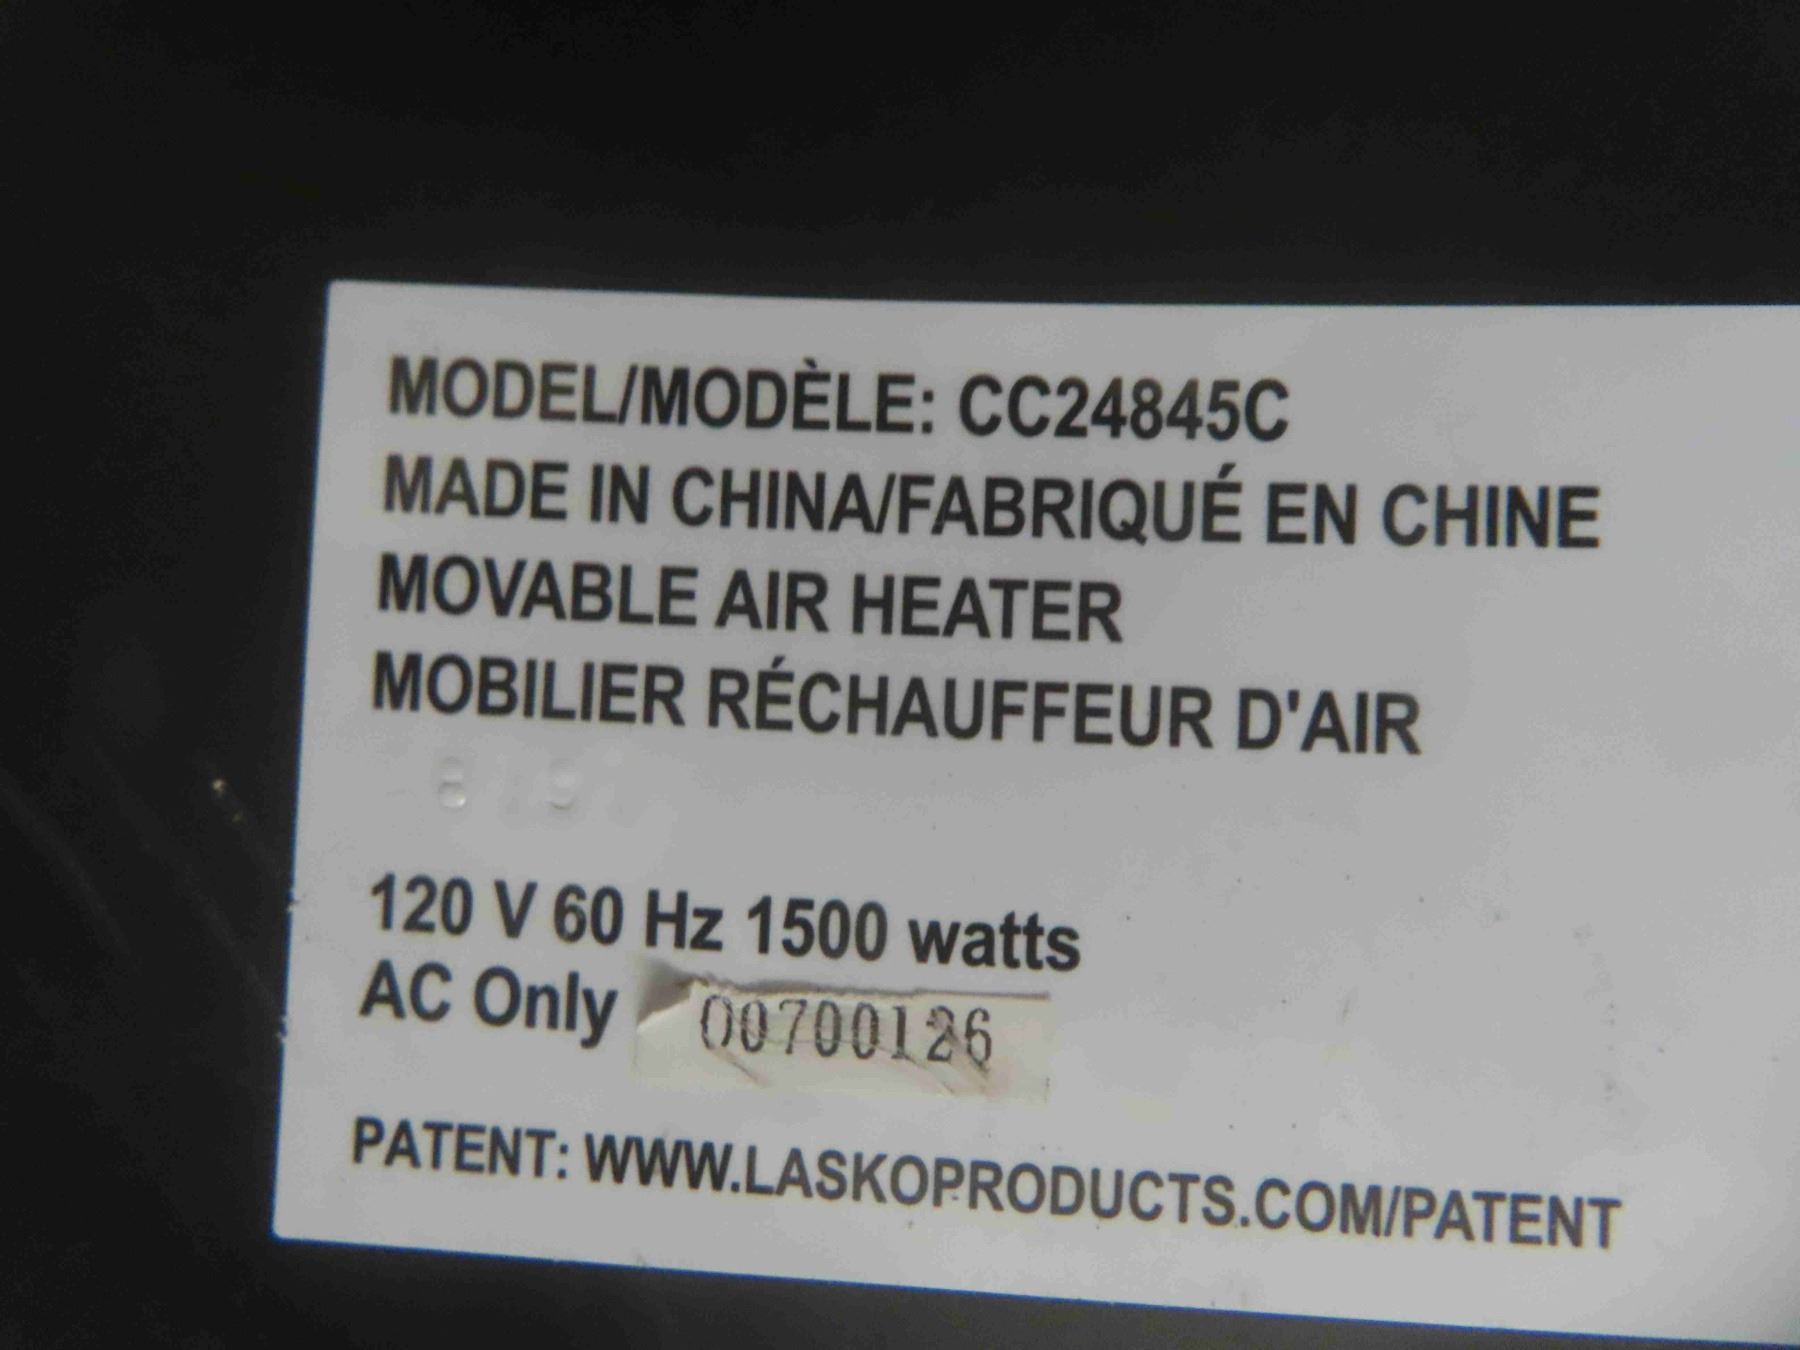 MODEL/MODÈLE: CC24845C
MADE IN CHINA/FABRIQUÉ EN CHINE
MOVABLE AIR HEATER
MOBILIER RÉCHAUFFEUR D'AIR
120 V 60 Hz 1500 watts
AC Only 00700126
PATENT: WWW.LASKOPRODUCTS.COM/PATENT